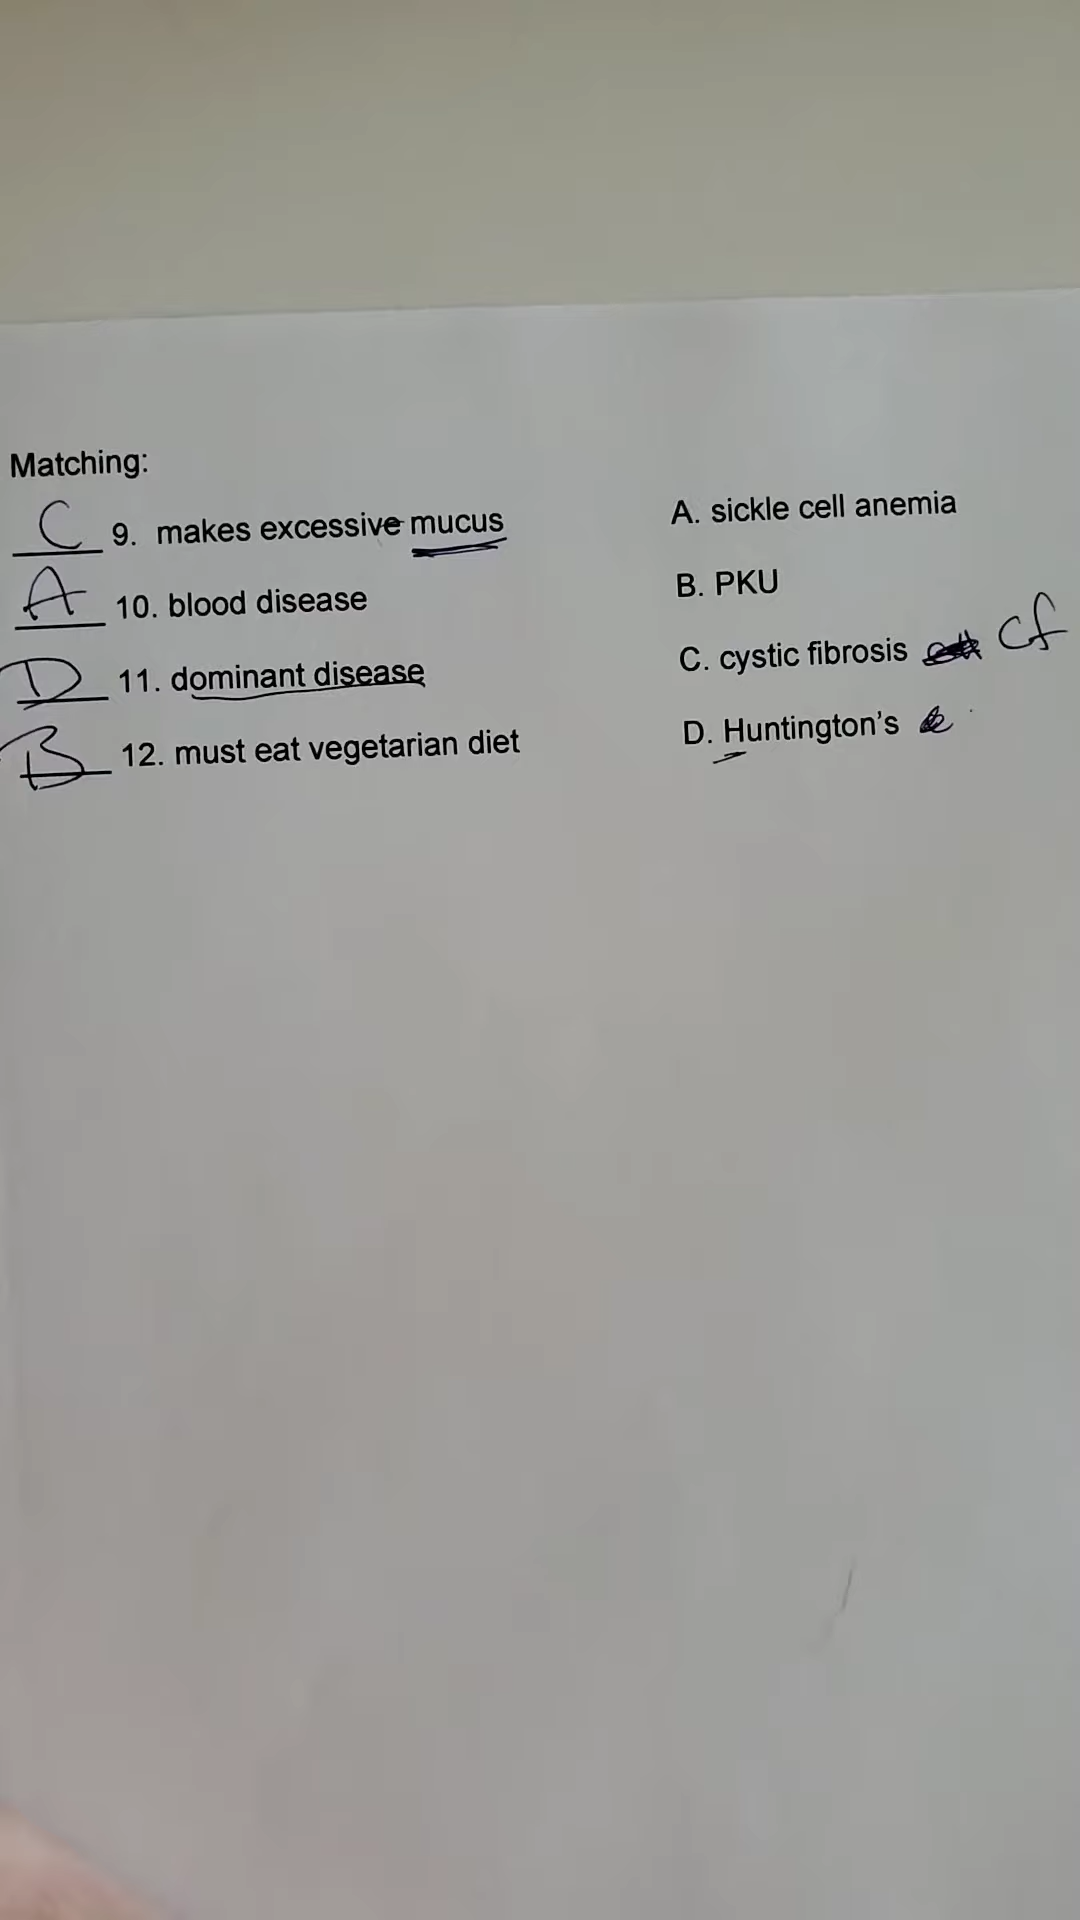 Matching:
C 9. makes excessive mucus
A 10. blood disease
D 11. dominant disease
B 12. must eat vegetarian diet
A. sickle cell anemia
B. PKU
C. cystic fibrosis Cf
D. Huntington's